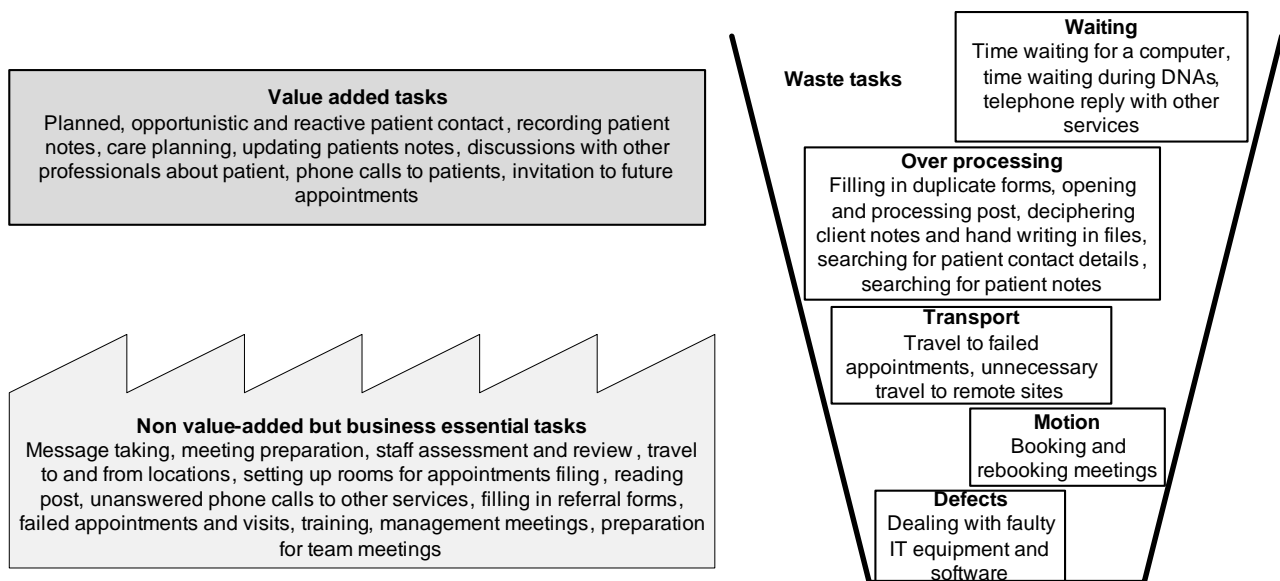 Value added tasks
Planned, opportunistic and reactive patient contact, recording patient
notes, care planning, updating patients notes, discussions with other
professionals about patient, phone calls to patients, invitation to future
appointments
Non value-added but business essential tasks
Message taking, meeting preparation, staff assessment and review, travel
to and from locations, setting up rooms for appointments filing, reading
post, unanswered phone calls to other services, filling in referral forms,
failed appointments and visits, training, management meetings, preparation
for team meetings
Waste tasks
Waiting
Time waiting for a computer,
time waiting during DNAs,
telephone reply with other
services
Over processing
Filling in duplicate forms, opening
and processing post, deciphering
client notes and hand writing in files,
searching for patient contact details,
searching for patient notes
Transport
Travel to failed
appointments, unnecessary
travel to remote sites
Motion
Booking and
rebooking meetings
Defects
Dealing with faulty
IT equipment and
software